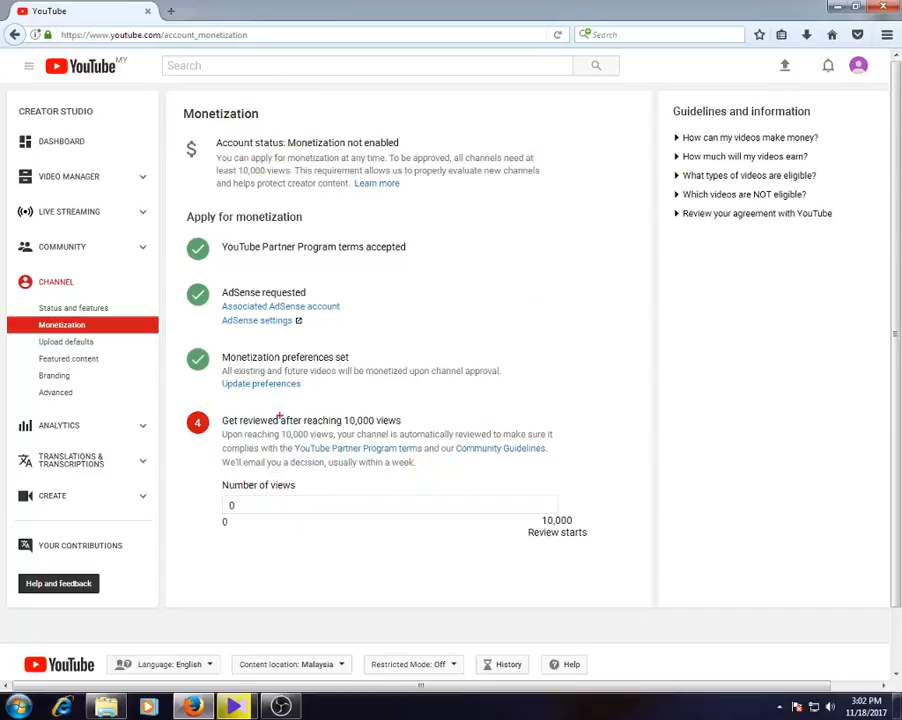 YouTube
https://www.youtube.com/account_monetization
Search
YouTube MY
Search
CREATOR STUDIO
DASHBOARD
VIDEO MANAGER
LIVE STREAMING
COMMUNITY
CHANNEL
Status and features
Monetization
Upload defaults
Featured content
Branding
Advanced
ANALYTICS
TRANSLATIONS &
TRANSCRIPTIONS
CREATE
YOUR CONTRIBUTIONS
Help and feedback
Monetization
$
Account status: Monetization not enabled
You can apply for monetization at any time. To be approved, all channels need at
least 10,000 views. This requirement allows us to properly evaluate new channels
and helps protect creator content. Learn more
Apply for monetization
YouTube Partner Program terms accepted
AdSense requested
Associated AdSense account
AdSense settings
Monetization preferences set
All existing and future videos will be monetized upon channel approval.
Update preferences
4
Get reviewed after reaching 10,000 views
Upon reaching 10,000 views, your channel is automatically reviewed to make sure it
complies with the YouTube Partner Program terms and our Community Guidelines.
We'll email you a decision, usually within a week.
Number of views
0
0
10,000
Review starts
Guidelines and information
How can my videos make money?
How much will my videos earn?
What types of videos are eligible?
Which videos are NOT eligible?
Review your agreement with YouTube
YouTube
Language: English
Content location: Malaysia
Restricted Mode: Off
History
Help
3:02 PM
11/18/2017